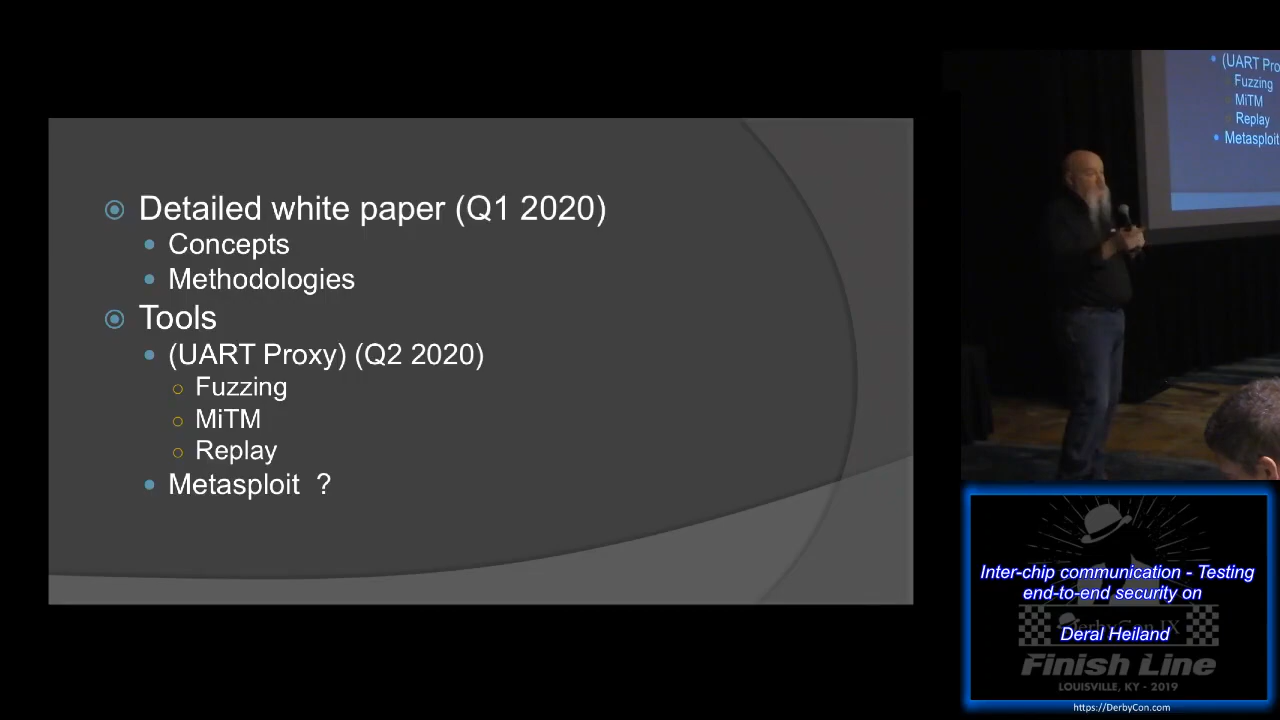 Detailed white paper (Q1 2020)
Concepts
Methodologies
Tools
(UART Proxy) (Q2 2020)
Fuzzing
MiTM
Replay
Metasploit ?
(UART Pro
Fuzzing
MiTM
Replay
Metasploit
Inter-chip communication - Testing
end-to-end security on
Deral Heiland
DerbyCon IX
Finish Line
LOUISVILLE, KY - 2019
https://DerbyCon.com